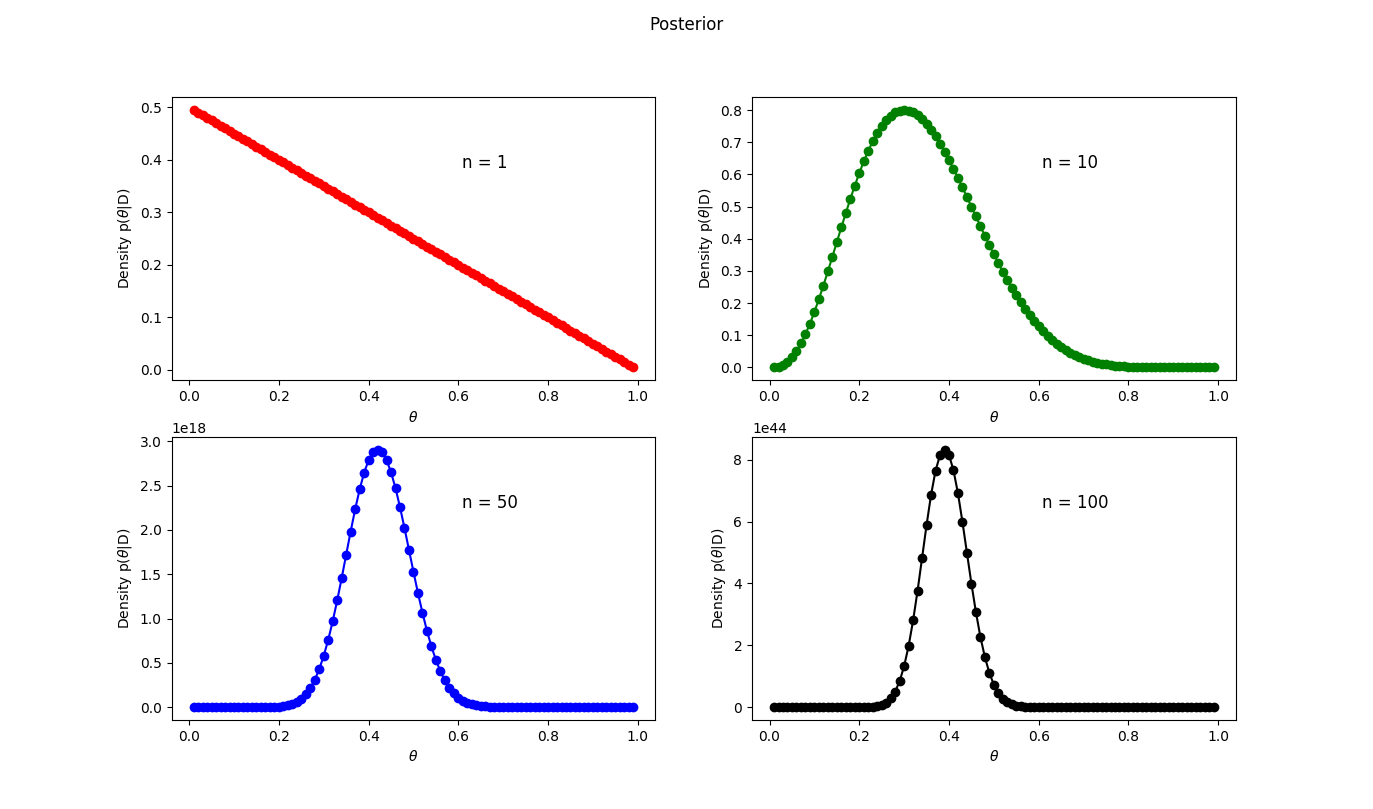 Posterior
0.5
0.4
0.3
0.2
0.1
0.0
Density p(θ|D)
n = 1
0.0 0.2 0.4 0.6 0.8 1.0
θ
0.8
0.7
0.6
0.5
0.4
0.3
0.2
0.1
0.0
Density p(θ|D)
n = 10
0.0 0.2 0.4 0.6 0.8 1.0
θ
1e18
3.0
2.5
2.0
1.5
1.0
0.5
0.0
Density p(θ|D)
n = 50
0.0 0.2 0.4 0.6 0.8 1.0
θ
1e44
8
6
4
2
0
Density p(θ|D)
n = 100
0.0 0.2 0.4 0.6 0.8 1.0
θ